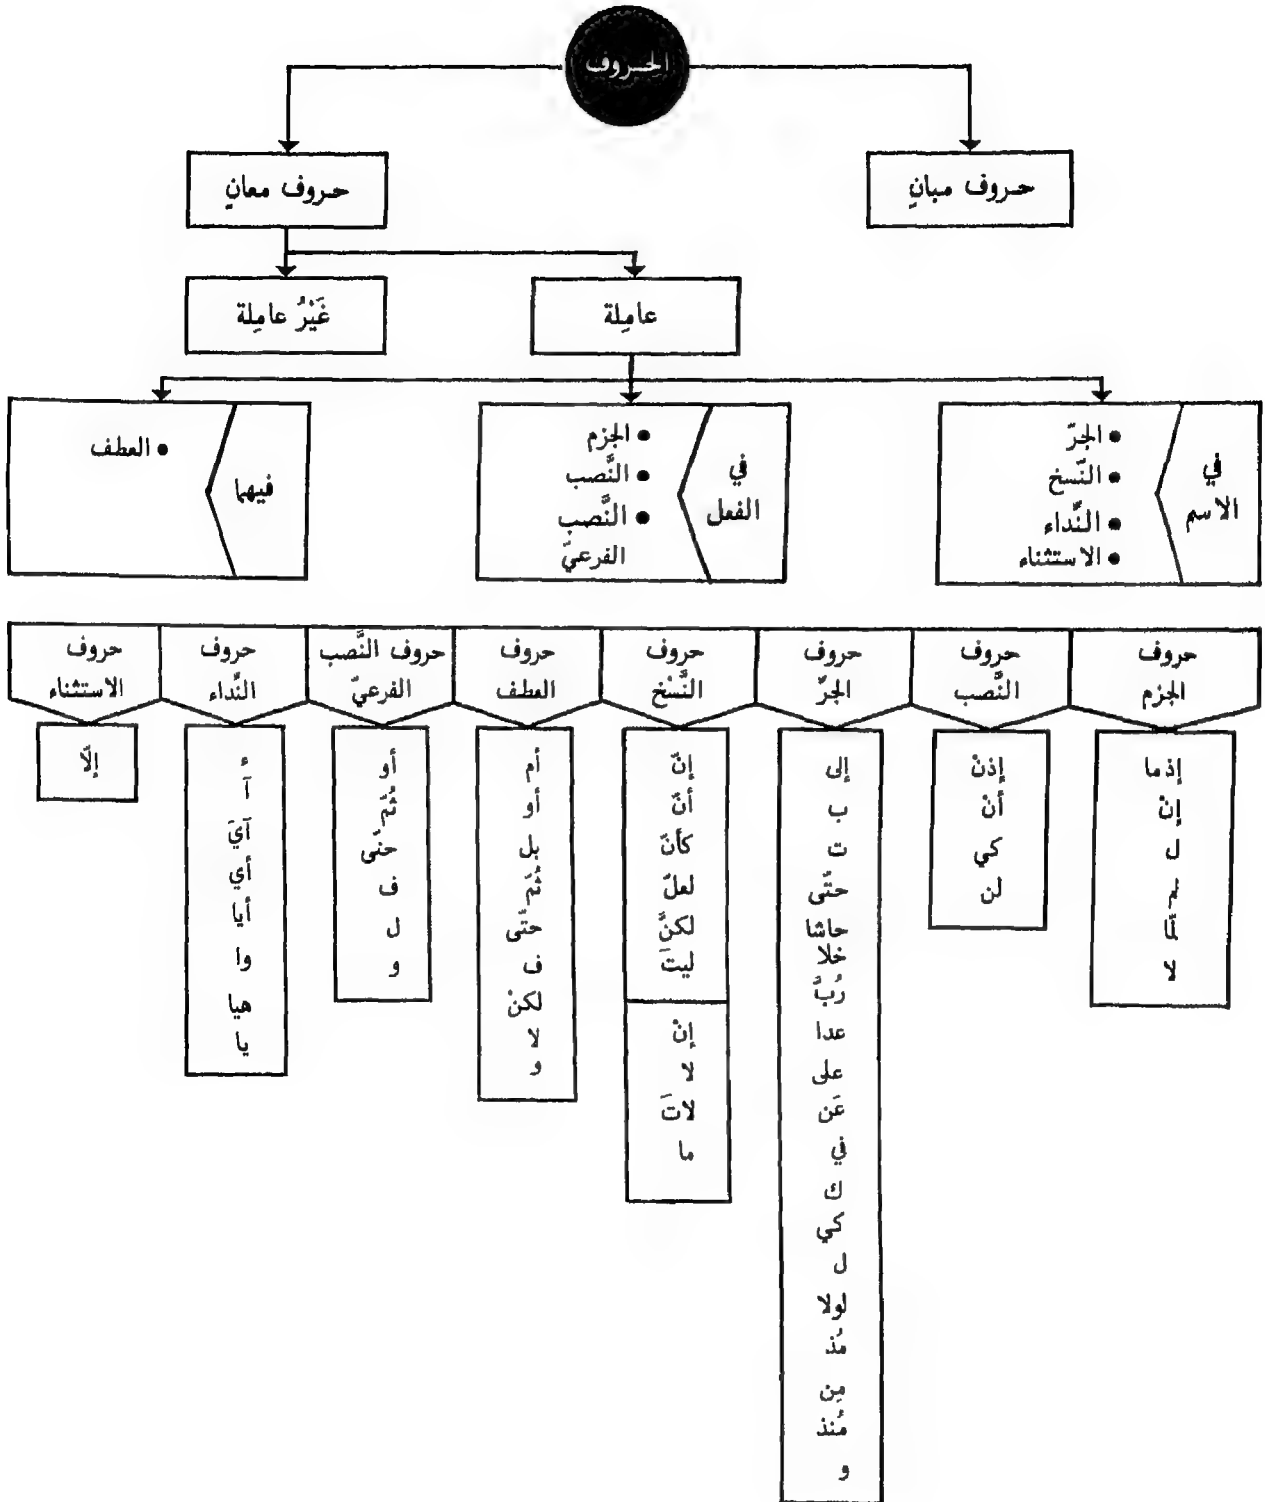 الحروف
حروف مبانٍ
حروف معانٍ
عامِلة
غَيْرُ عامِلة
في
الاسم
• الجرّ
• النّسخ
• النِّداء
• الاستثناء
في
الفعل
• الجزم
• النَّصب
• النَّصب
الفرعيّ
فيهما
• العطف
حروف
الجزم
إذما
إنْ
ل
لم
لمّا
لا
حروف
النَّصب
إذنْ
أنْ
كي
لن
حروف
الجرّ
إلى
ب
ت
حتّى
حاشا
خلا
رُبَّ
عدا
على
عَن
في
ك
كي
ل
لولا
مُذ
مِن
مُنذ
و
حروف
النَّسْخ
إنّ
أنّ
كأنّ
لعلّ
لكنَّ
ليتَ
إنْ
لا
لاتَ
ما
حروف
العطف
أم
أو
بل
ثُمّ
حتّى
ف
لكنْ
لا
و
حروف النَّصب
الفرعيّ
أو
ثُمّ
حتّى
ف
ل
و
حروف
النِّداء
ء
آ
آيْ
أي
أيا
وا
هيا
يا
حروف
الاستثناء
إلّا